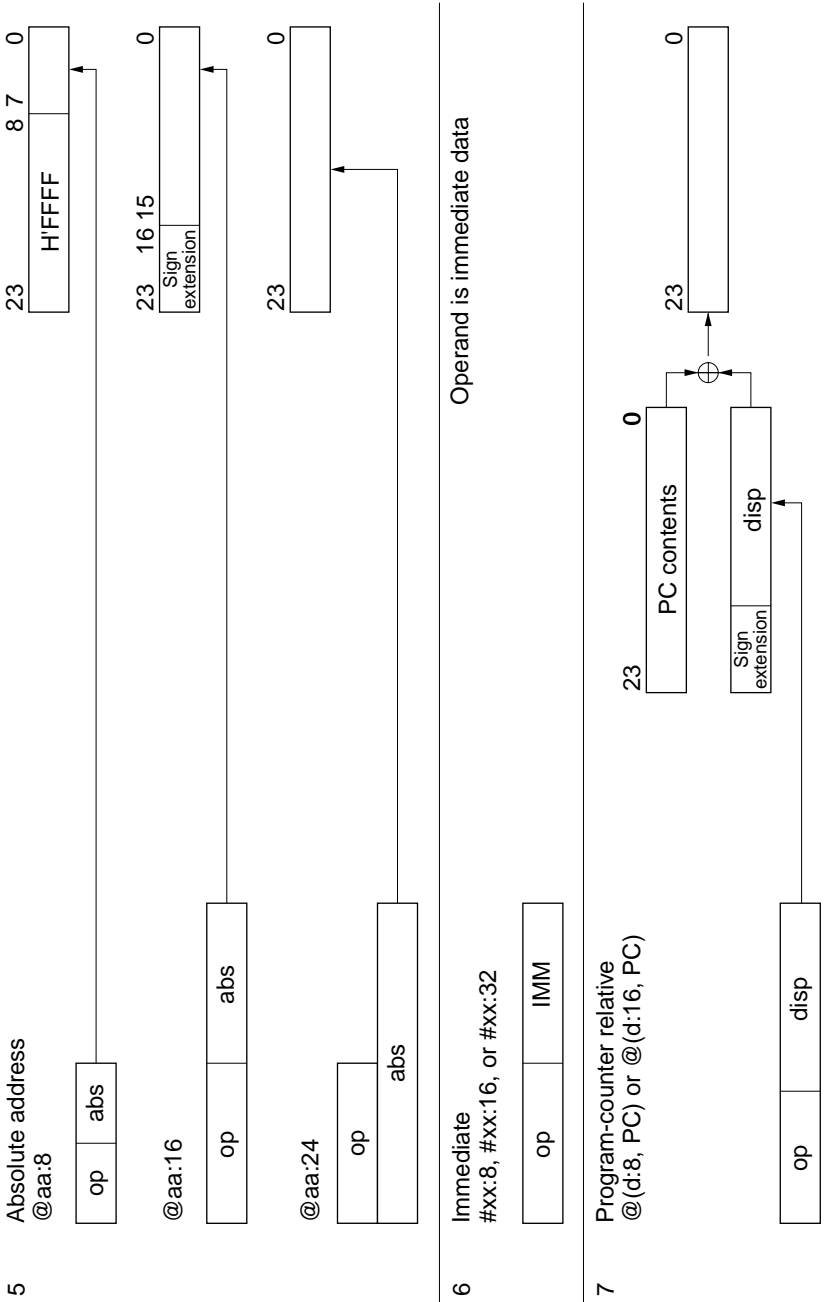 5 Absolute address
@aa:8
op abs
23 8 7 0
H'FFFF
@aa:16
op abs
23 16 15 0
Sign
extension
@aa:24
op
abs
23 0
6 Immediate
#xx:8, #xx:16, or #xx:32
op IMM
Operand is immediate data
7 Program-counter relative
@(d:8, PC) or @(d:16, PC)
op disp
23 0
PC contents
Sign
extension
disp
23 0